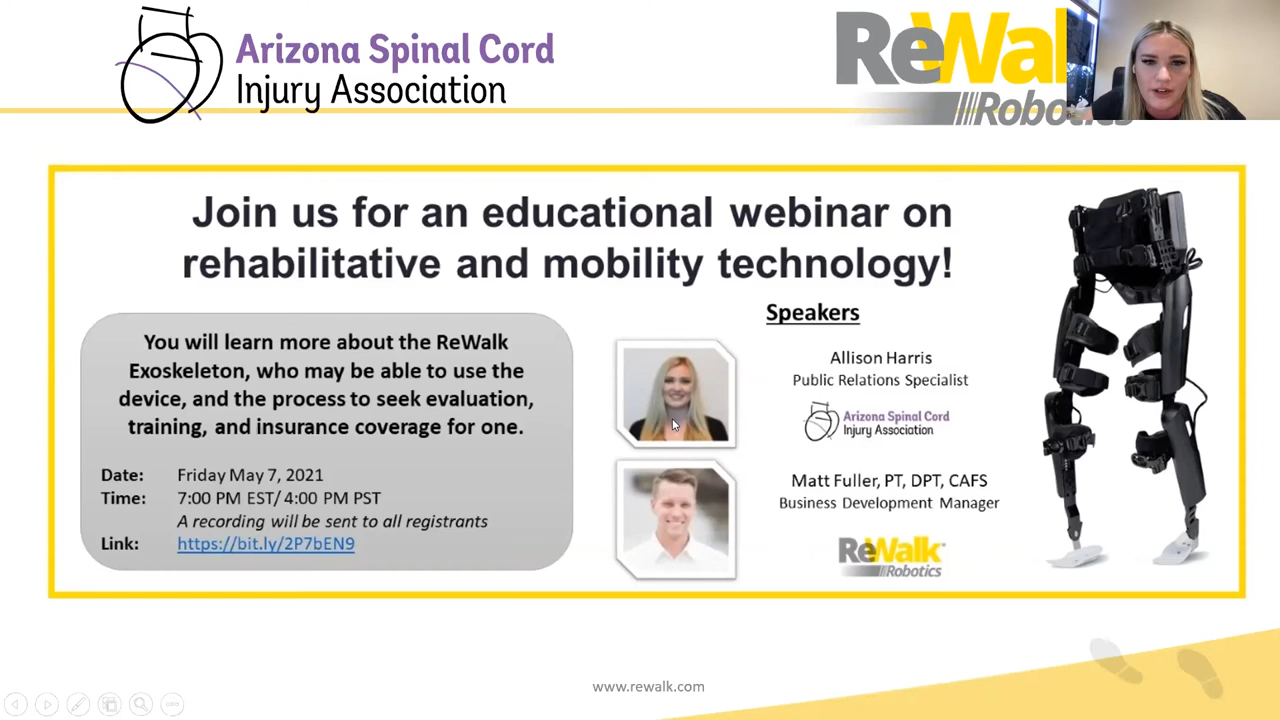 Arizona Spinal Cord
Injury Association
ReWal
Robotics
Join us for an educational webinar on
rehabilitative and mobility technology!
You will learn more about the ReWalk
Exoskeleton, who may be able to use the
device, and the process to seek evaluation,
training, and insurance coverage for one.
Date: Friday May 7, 2021
Time: 7:00 PM EST/ 4:00 PM PST
A recording will be sent to all registrants
Link: https://bit.ly/2P7bEN9
Speakers
Allison Harris
Public Relations Specialist
Arizona Spinal Cord
Injury Association
Matt Fuller, PT, DPT, CAFS
Business Development Manager
ReWalk
Robotics
www.rewalk.com